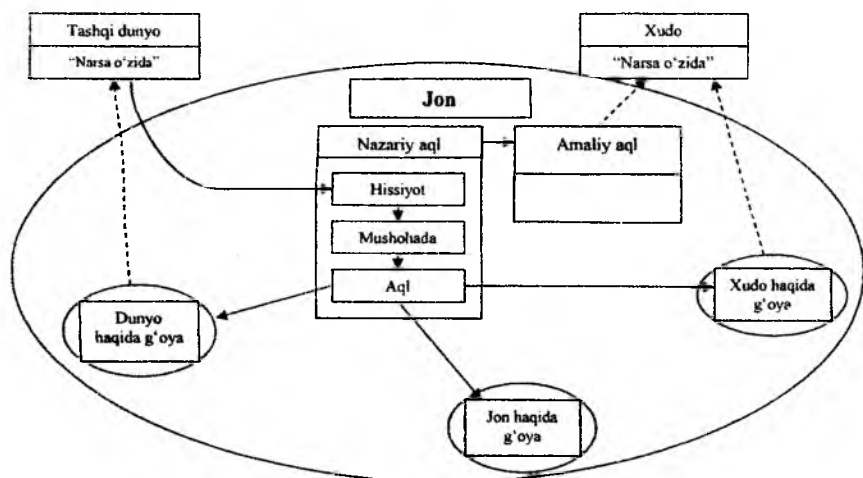 Tashqi dunyo
“Narsa o‘zida”
Xudo
“Narsa o‘zida”
Jon
Nazariy aql
Amaliy aql
Hissiyot
Mushohada
Aql
Dunyo
haqida g‘oya
Xudo haqida
g‘oya
Jon haqida
g‘oya